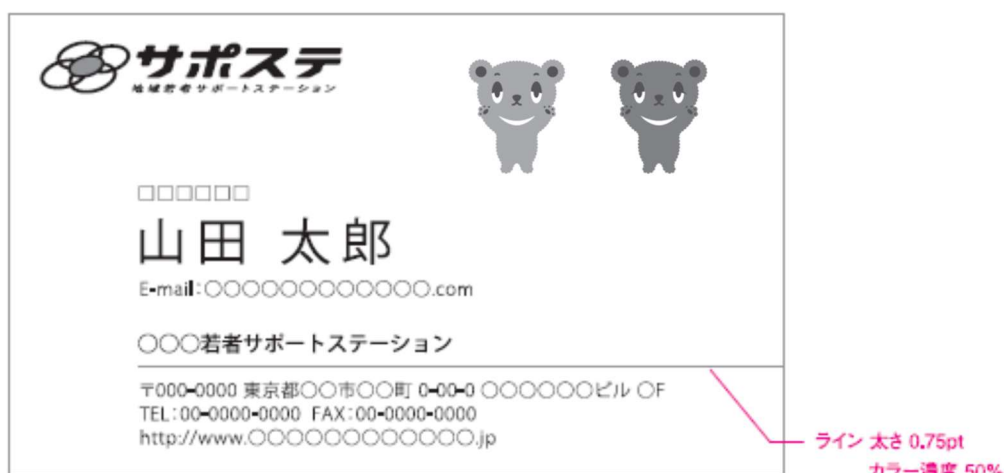 サポステ
地域若者サポートステーション
□□□□□□
山田 太郎
E-mail:○○○○○○○○○○○○.com
○○○若者サポートステーション
〒000-0000 東京都○○市○○町 0-00-0 ○○○○○○ビル ○F
TEL:00-0000-0000 FAX:00-0000-0000
http://www.○○○○○○○○○○○○.jp
ライン 太さ 0.75pt
カラー濃度 50%